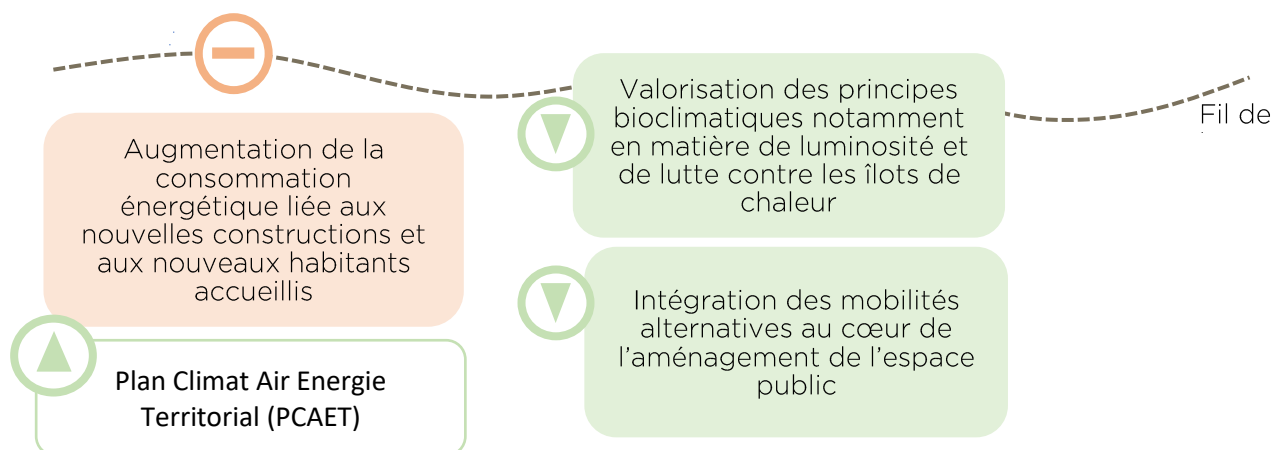 Augmentation de la
consommation
énergétique liée aux
nouvelles constructions et
aux nouveaux habitants
accueillis
Plan Climat Air Energie
Territorial (PCAET)
Valorisation des principes
bioclimatiques notamment
en matière de luminosité et
de lutte contre les îlots de
chaleur
Intégration des mobilités
alternatives au cœur de
l'aménagement de l'espace
public
Fil de